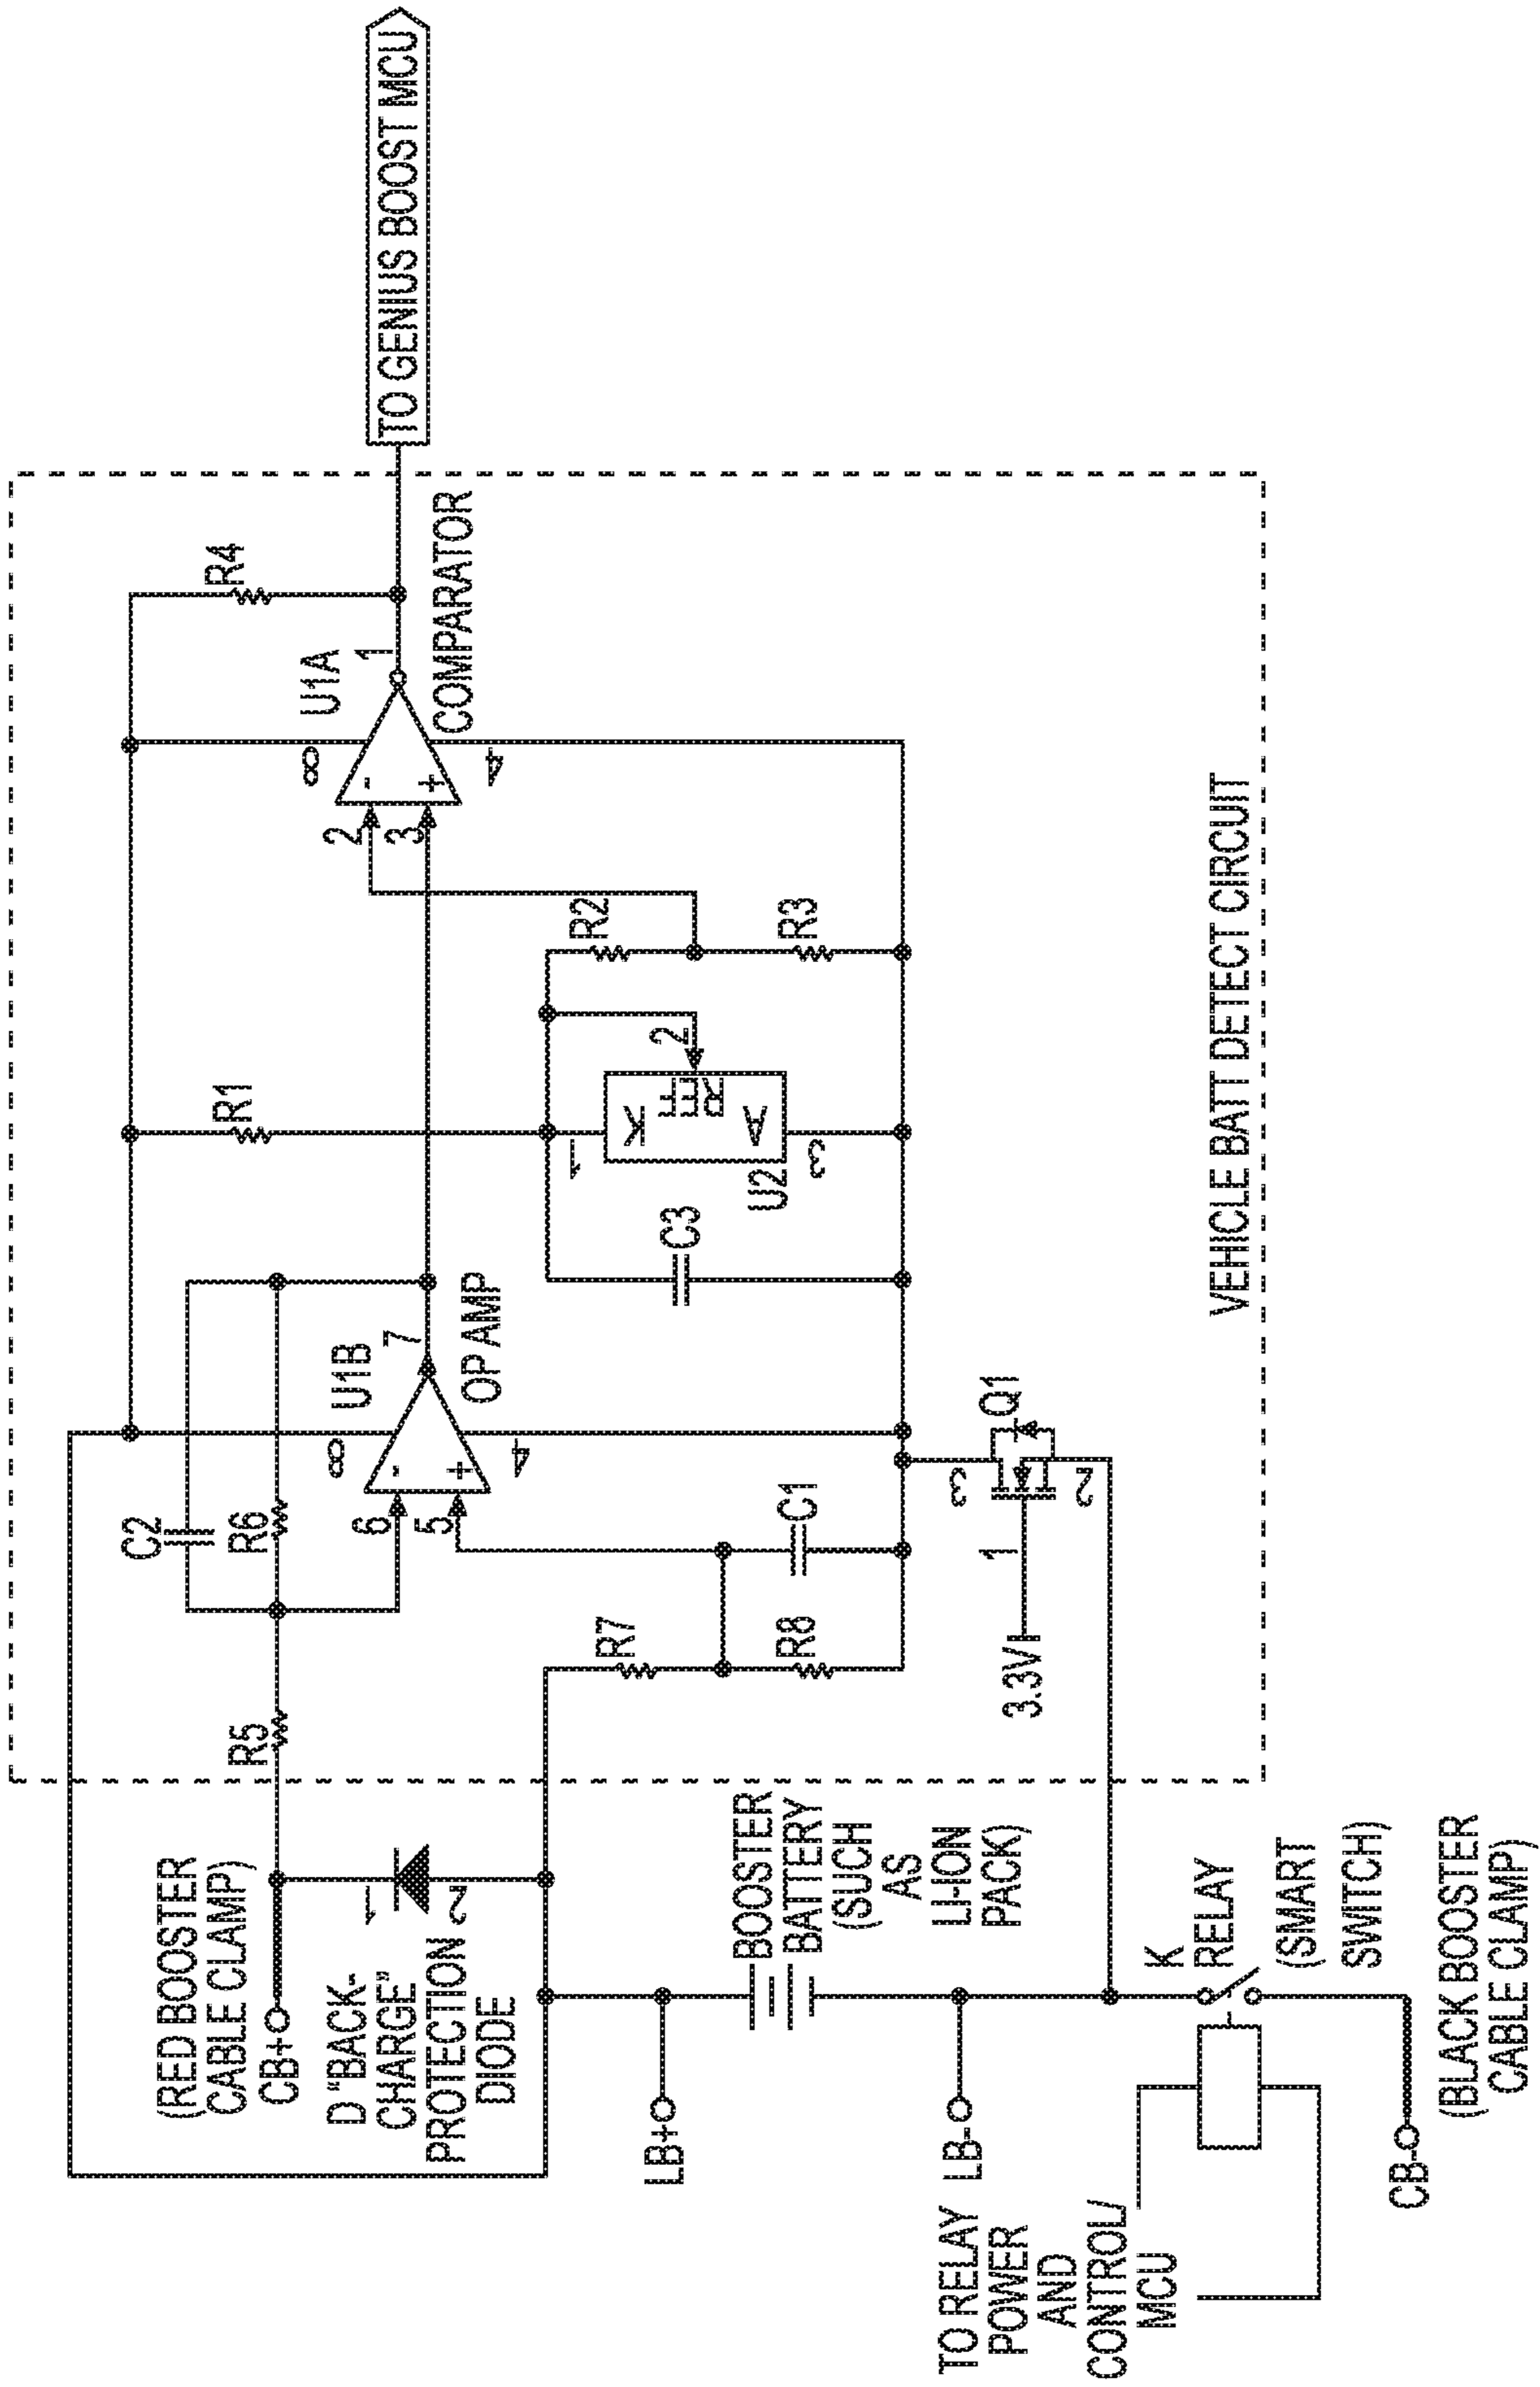 (RED BOOSTER
CABLE CLAMP)
CB+
D "BACK-
CHARGE"
PROTECTION
DIODE
1
2
LB+
BOOSTER
BATTERY
(SUCH
AS
LI-ION
PACK)
TO RELAY
POWER
AND
CONTROL/
MCU
LB-
K
RELAY
(SMART
SWITCH)
CB-
(BLACK BOOSTER
CABLE CLAMP)
R5
C2
R6
R7
R8
C1
3.3V
1
3
2
Q1
6
5
8
4
-
+
U1B
7
OP AMP
C3
R1
1
K
REF
A
2
3
U2
R2
R3
2
3
8
4
-
+
U1A
1
COMPARATOR
R4
VEHICLE BATT DETECT CIRCUIT
TO GENIUS BOOST MCU